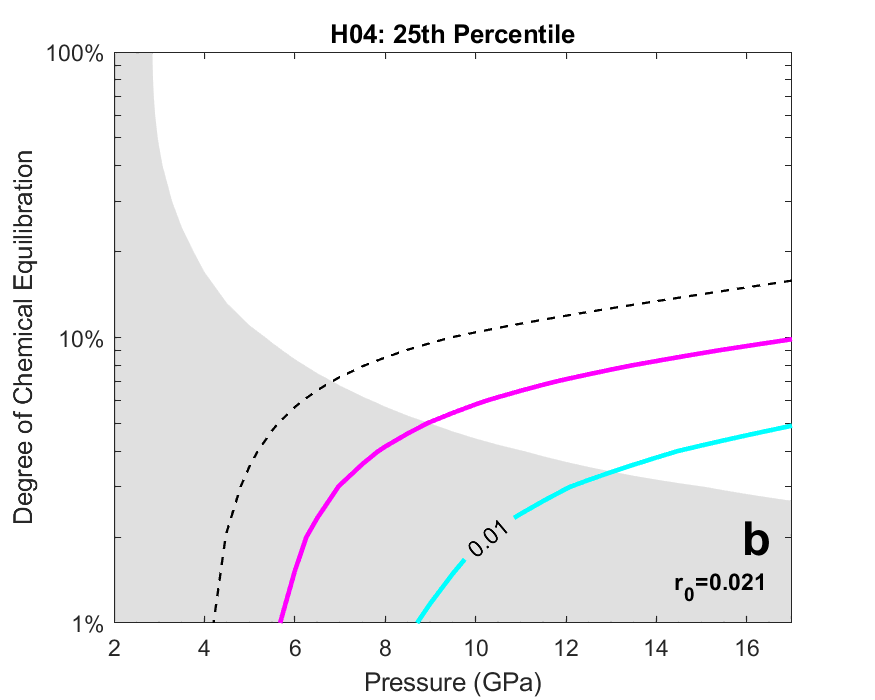 H04: 25th Percentile
100%
10%
1%
Degree of Chemical Equilibration
0.01
b
r0=0.021
2 4 6 8 10 12 14 16
Pressure (GPa)